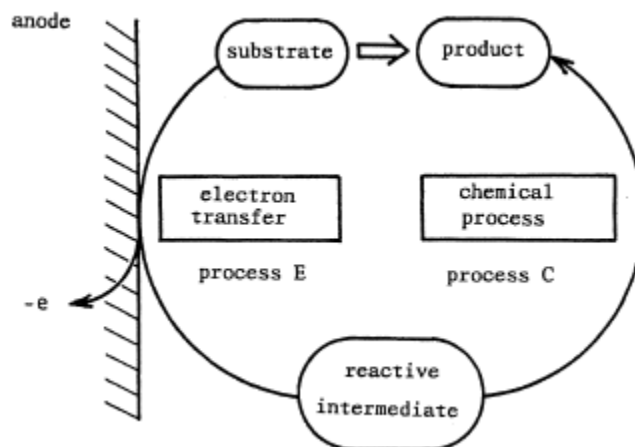 anode
substrate
product
electron
transfer
chemical
process
process E
process C
-e
reactive
intermediate